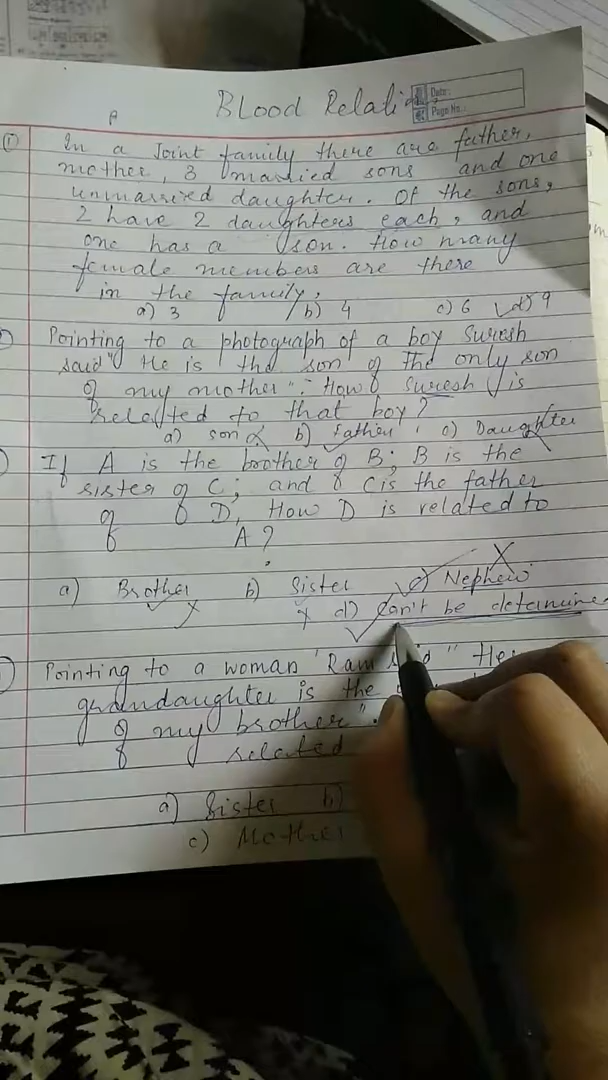 Blood Relati
Date:
Page No.:
① In a Joint family there are father,
mother, 3 married sons and one
unmarried daughter. Of the sons,
2 have 2 daughters each, and
one has a son. How many
female members are there
in the family,
a) 3 b) 4 c) 6 d) 9
Pointing to a photograph of a boy Suresh
said "He is the son of The only son
of my mother". How Suresh is
related to that boy?
a) son b) Father c) Daughter
If A is the brother of B; B is the
sister of C; and C is the father
of D, How D is related to
A?
a) Brother b) Sister c) Nephew
d) Can't be determine
Pointing to a woman "Ram
grandaughter is the
of my brother".
related
a) Sister b)
c) Mother